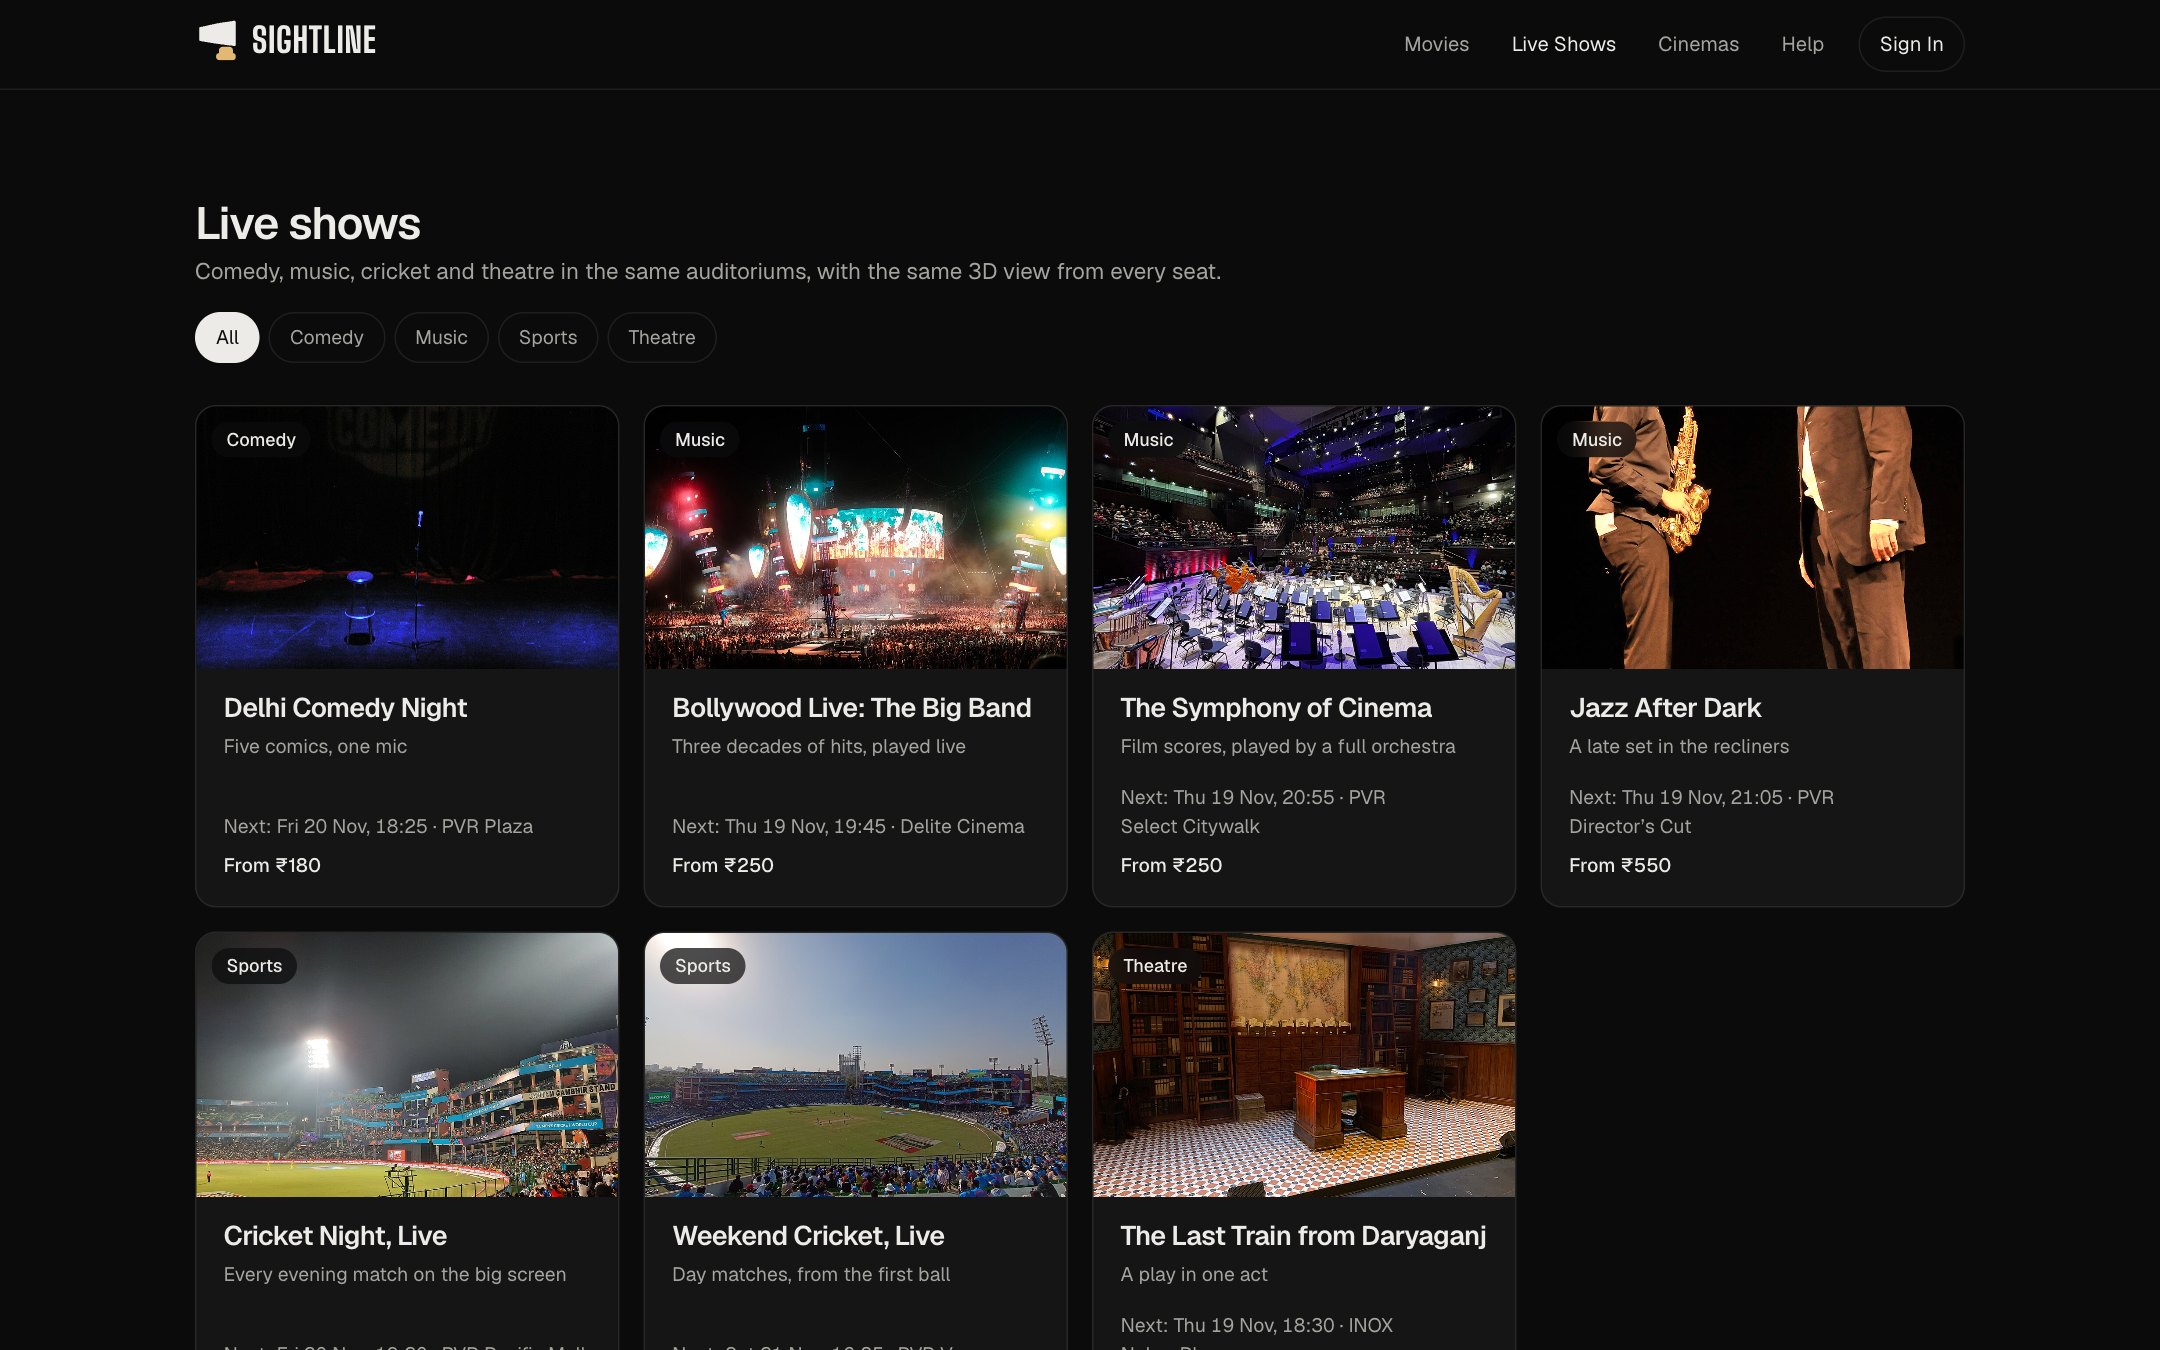 SIGHTLINE
Movies
Live Shows
Cinemas
Help
Sign In
Live shows
Comedy, music, cricket and theatre in the same auditoriums, with the same 3D view from every seat.
All
Comedy
Music
Sports
Theatre
Comedy
COMEDY
Delhi Comedy Night
Five comics, one mic
Next: Fri 20 Nov, 18:25 · PVR Plaza
From ₹180
Music
Bollywood Live: The Big Band
Three decades of hits, played live
Next: Thu 19 Nov, 19:45 · Delite Cinema
From ₹250
Music
The Symphony of Cinema
Film scores, played by a full orchestra
Next: Thu 19 Nov, 20:55 · PVR
Select Citywalk
From ₹250
Music
Jazz After Dark
A late set in the recliners
Next: Thu 19 Nov, 21:05 · PVR
Director's Cut
From ₹550
Sports
Cricket Night, Live
Every evening match on the big screen
Sports
Weekend Cricket, Live
Day matches, from the first ball
Theatre
The Last Train from Daryaganj
A play in one act
Next: Thu 19 Nov, 18:30 · INOX